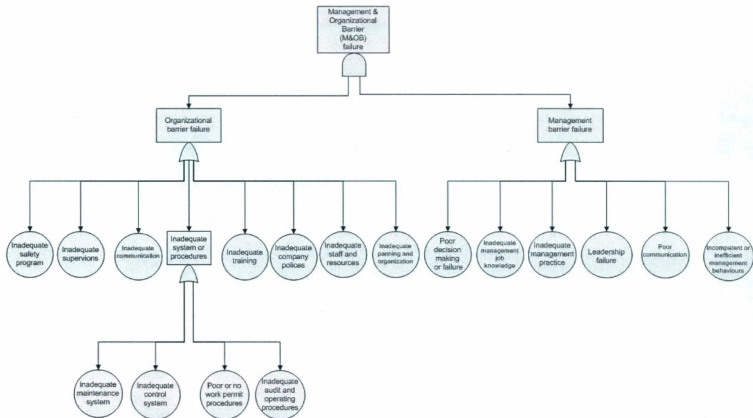 Management &
Organizational
Barrier
(M&OB)
failure
Organizational
barrier failure
Management
barrier failure
Inadequate
safety
program
Inadequate
supervions
Inadequate
communication
Inadequate
system or
procedures
Inadequate
training
Inadequate
company
polices
Inadequate
staff and
resources
Inadequate
panning and
organization
Poor
decision
making
or failure
Inadequate
management
job
knowladge
Inadequate
management
practice
Leadership
failure
Poor
communication
Incompatent or
inefficient
management
behaviours
Inadequate
maintenance
system
Inadequate
control
system
Poor or no
work permit
procedures
Inadequate
audit and
operating
procedures